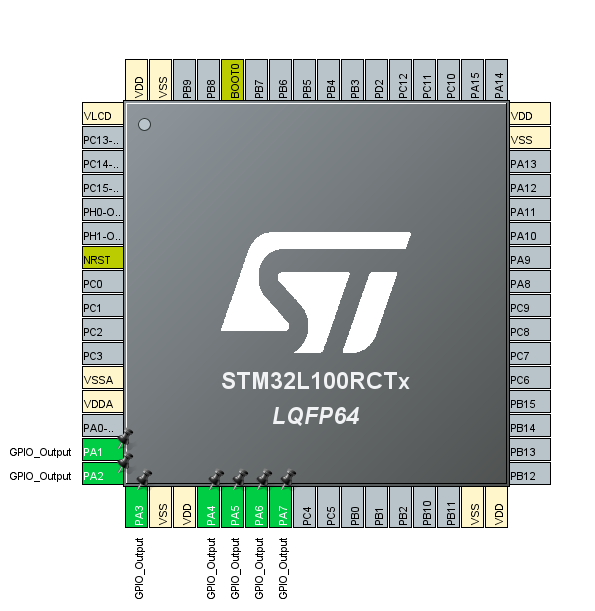 VDD
VSS
PB9
PB8
BOOT0
PB7
PB6
PB5
PB4
PB3
PD2
PC12
PC11
PC10
PA15
PA14
VLCD
PC13-..
PC14-..
PC15-..
PH0-O..
PH1-O..
NRST
PC0
PC1
PC2
PC3
VSSA
VDDA
PA0-..
GPIO_Output PA1
GPIO_Output PA2
ST
STM32L100RCTx
LQFP64
VDD
VSS
PA13
PA12
PA11
PA10
PA9
PA8
PC9
PC8
PC7
PC6
PB15
PB14
PB13
PB12
PA3
VSS
VDD
PA4
PA5
PA6
PA7
PC4
PC5
PB0
PB1
PB2
PB10
PB11
VSS
VDD
GPIO_Output
GPIO_Output
GPIO_Output
GPIO_Output
GPIO_Output